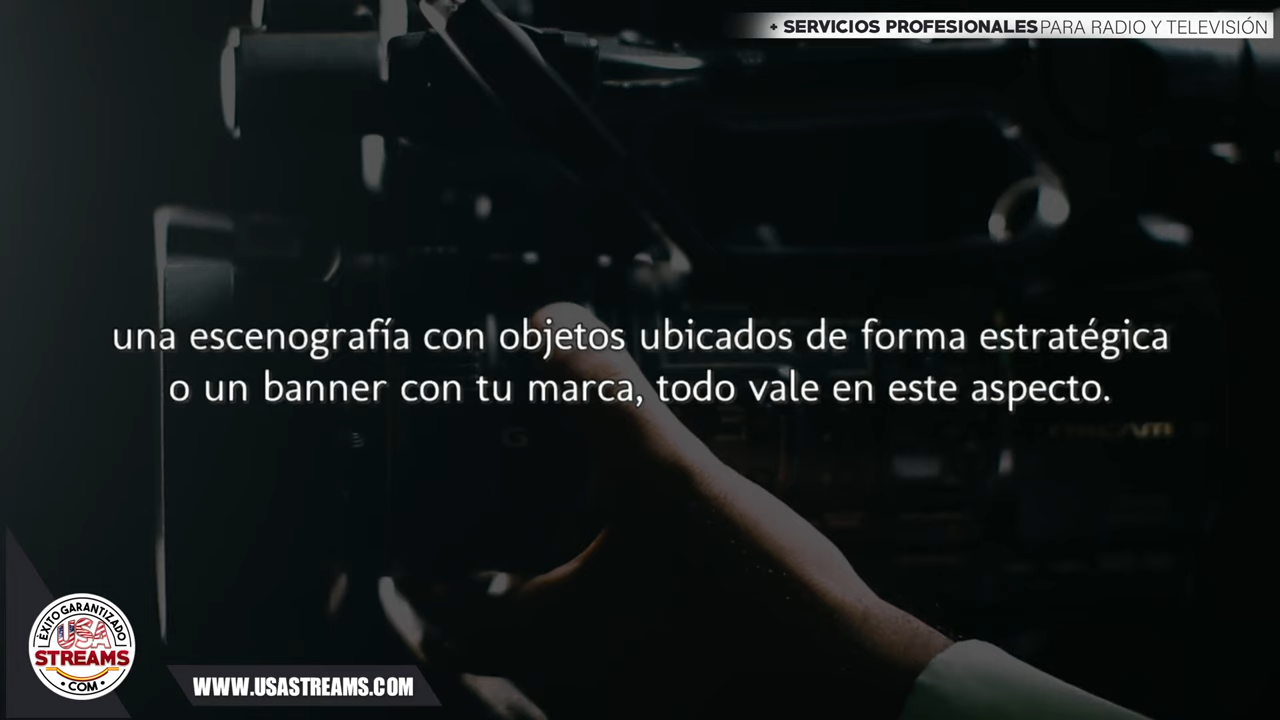 + SERVICIOS PROFESIONALES PARA RADIO Y TELEVISIÓN
una escenografía con objetos ubicados de forma estratégica
o un banner con tu marca, todo vale en este aspecto.
ÉXITO GARANTIZADO
USA
STREAMS
• COM •
WWW.USASTREAMS.COM